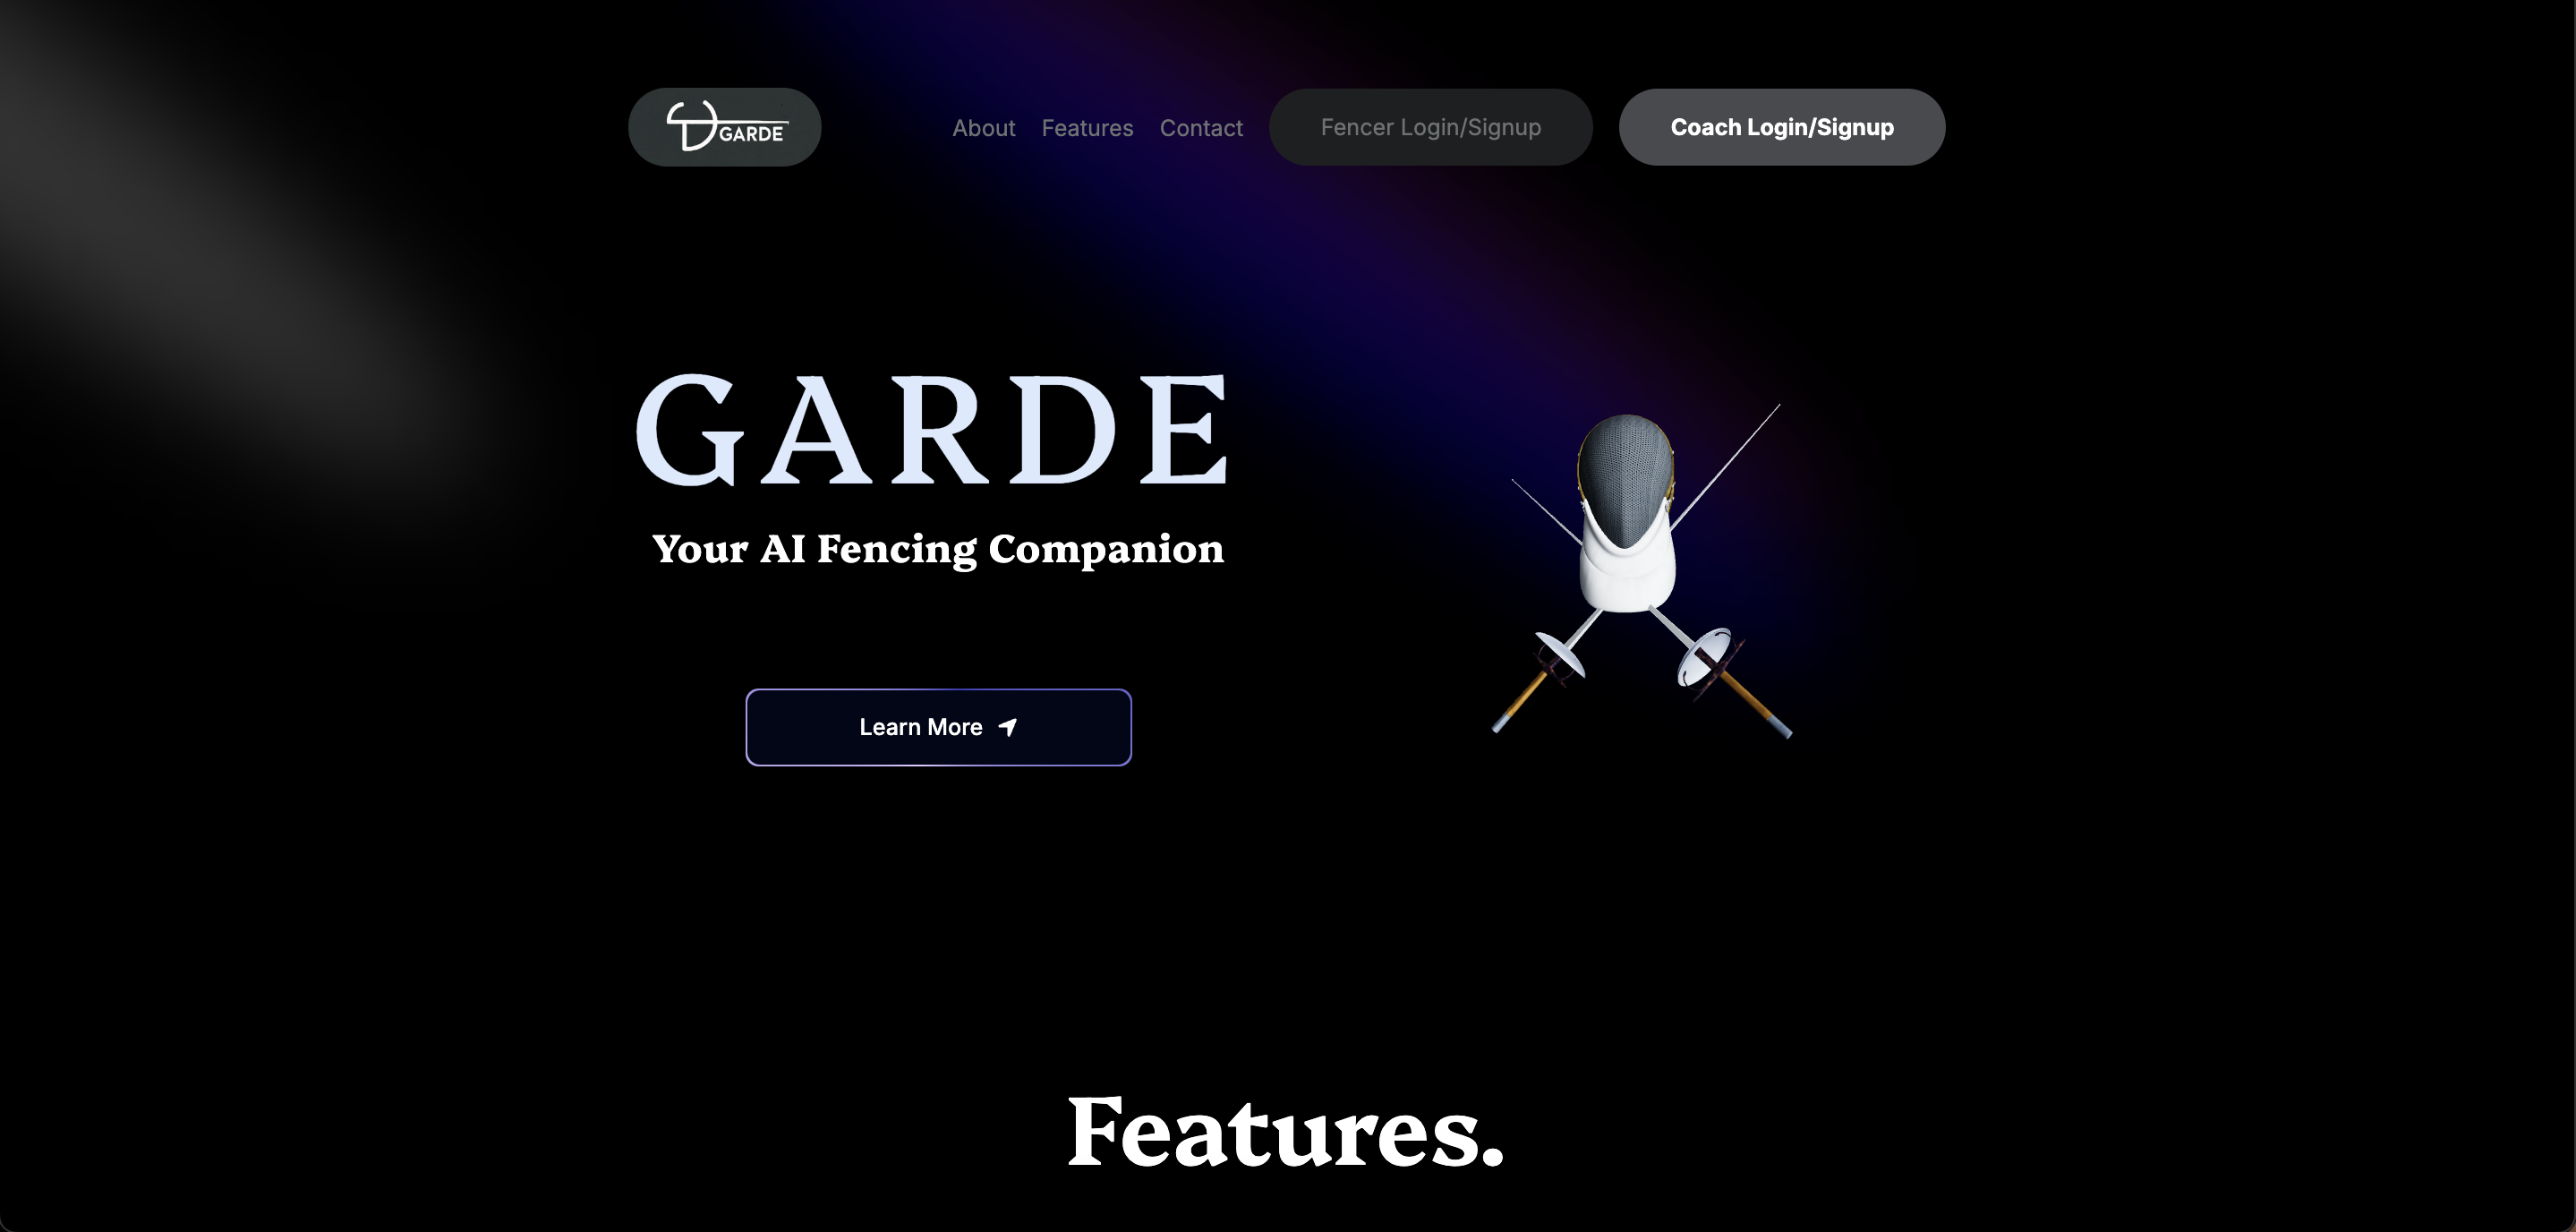 GARDE
About Features Contact Fencer Login/Signup Coach Login/Signup
GARDE
Your AI Fencing Companion
Learn More
Features.